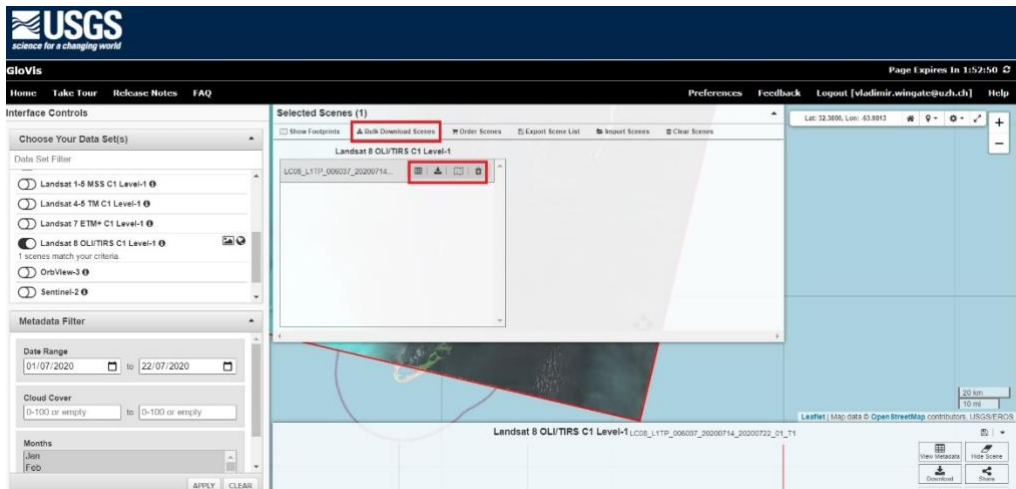 USGS
science for a changing world
GloVis
Page Expires In 1:52:50
Home Take Tour Release Notes FAQ
Preferences Feedback Logout [vladimir.wingate@uzh.ch] Help
Interface Controls
Choose Your Data Set(s)
Data Set Filter
Landsat 1-5 MSS C1 Level-1
Landsat 4-5 TM C1 Level-1
Landsat 7 ETM+ C1 Level-1
Landsat 8 OLI/TIRS C1 Level-1
1 scenes match your criteria.
OrbView-3
Sentinel-2
Metadata Filter
Date Range
01/07/2020 to 22/07/2020
Cloud Cover
0-100 or empty to 0-100 or empty
Months
Jan
Feb
APPLY CLEAR
Selected Scenes (1)
Show Footprints Bulk Download Scenes Order Scenes Export Scene List Import Scenes Clear Scenes
Landsat 8 OLI/TIRS C1 Level-1
LC08_L1TP_006037_20200714...
Lat: 32.3000, Lon: -63.8013
+
−
20 km
10 mi
Leaflet | Map data © OpenStreetMap contributors, USGS/EROS
Landsat 8 OLI/TIRS C1 Level-1 LC08_L1TP_006037_20200714_20200722_01_T1
View Metadata Hide Scene
Download Share